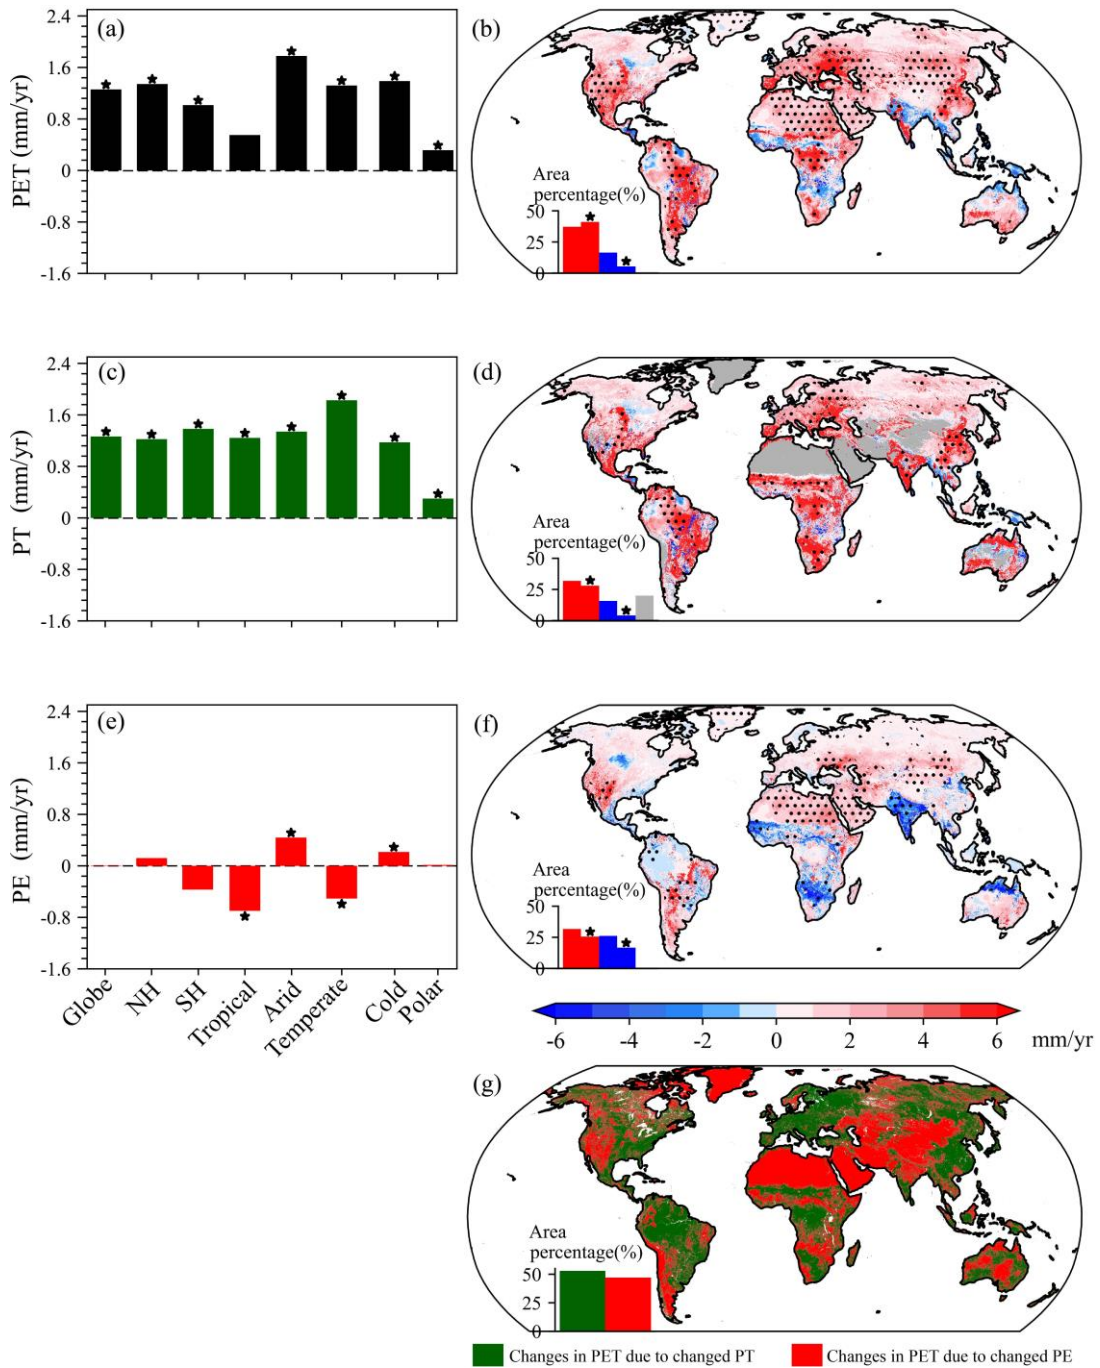 (a)
2.4
1.6
0.8
0
-0.8
-1.6
PET (mm/yr)
(b)
Area
percentage(%)
50
25
0
(c)
2.4
1.6
0.8
0
-0.8
-1.6
PT (mm/yr)
(d)
Area
percentage(%)
50
25
0
(e)
2.4
1.6
0.8
0
-0.8
-1.6
PE (mm/yr)
Globe
NH
SH
Tropical
Arid
Temperate
Cold
Polar
(f)
Area
percentage(%)
50
25
0
-6
-4
-2
0
2
4
6
mm/yr
(g)
Area
percentage(%)
50
25
0
Changes in PET due to changed PT
Changes in PET due to changed PE